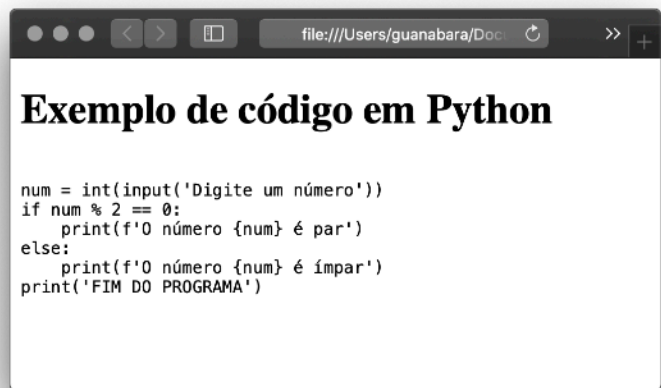 file:///Users/guanabara/Doc
Exemplo de código em Python
num = int(input('Digite um número'))
if num % 2 == 0:
    print(f'O número {num} é par')
else:
    print(f'O número {num} é ímpar')
print('FIM DO PROGRAMA')